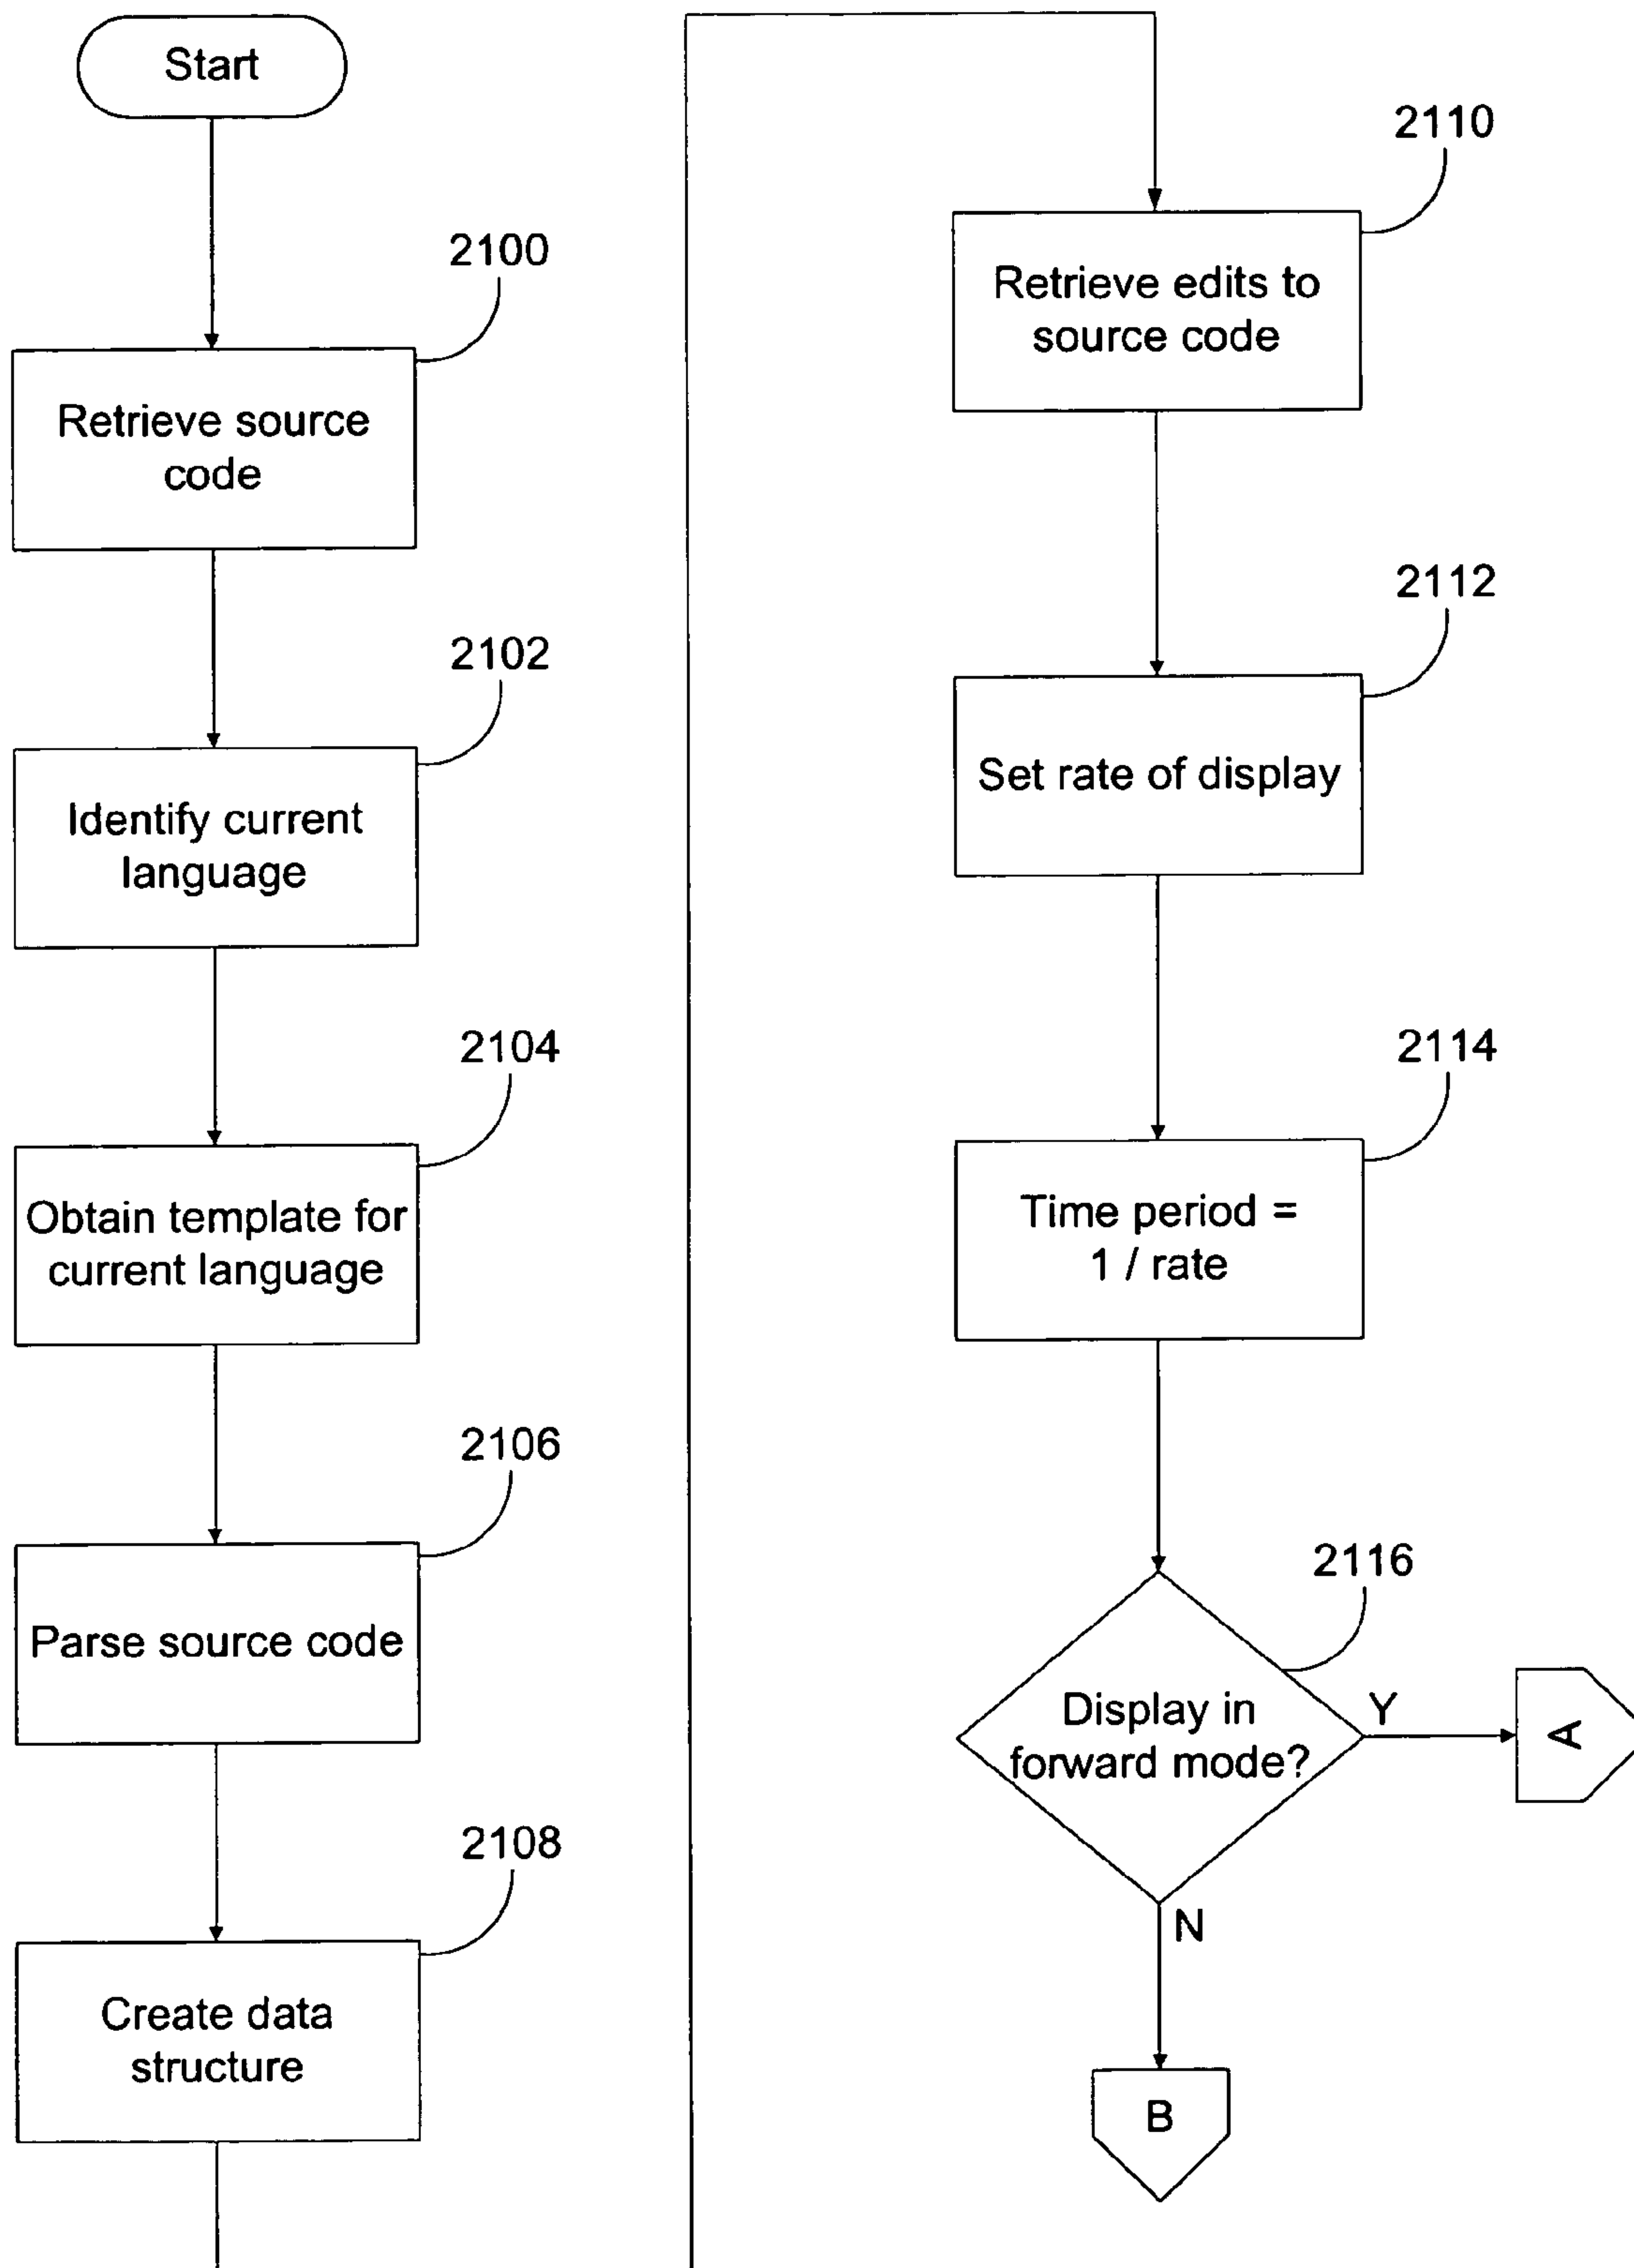 Start
2100
Retrieve source
code
2102
Identify current
language
2104
Obtain template for
current language
2106
Parse source code
2108
Create data
structure
2110
Retrieve edits to
source code
2112
Set rate of display
2114
Time period =
1 / rate
2116
Display in
forward mode?
Y
A
N
B